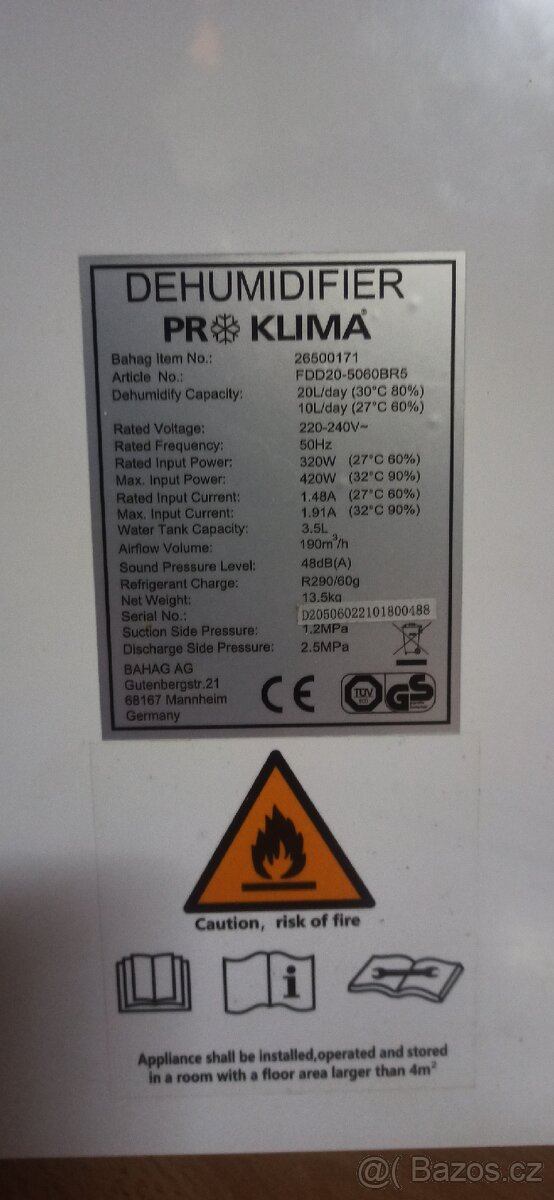 DEHUMIDIFIER
PR KLIMA®
Bahag Item No.: 26500171
Article No.: FDD20-5060BR5
Dehumidify Capacity: 20L/day (30°C 80%)
10L/day (27°C 60%)
Rated Voltage: 220-240V~
Rated Frequency: 50Hz
Rated Input Power: 320W (27°C 60%)
Max. Input Power: 420W (32°C 90%)
Rated Input Current: 1.48A (27°C 60%)
Max. Input Current: 1.91A (32°C 90%)
Water Tank Capacity: 3.5L
Airflow Volume: 190m³/h
Sound Pressure Level: 48dB(A)
Refrigerant Charge: R290/60g
Net Weight: 13.5kg
Serial No.: D20506022101800488
Suction Side Pressure: 1.2MPa
Discharge Side Pressure: 2.5MPa
BAHAG AG
Gutenbergstr.21
68167 Mannheim
Germany
CE TÜV GS
Caution, risk of fire
i
Appliance shall be installed,operated and stored
in a room with a floor area larger than 4m²
@( Bazos.cz